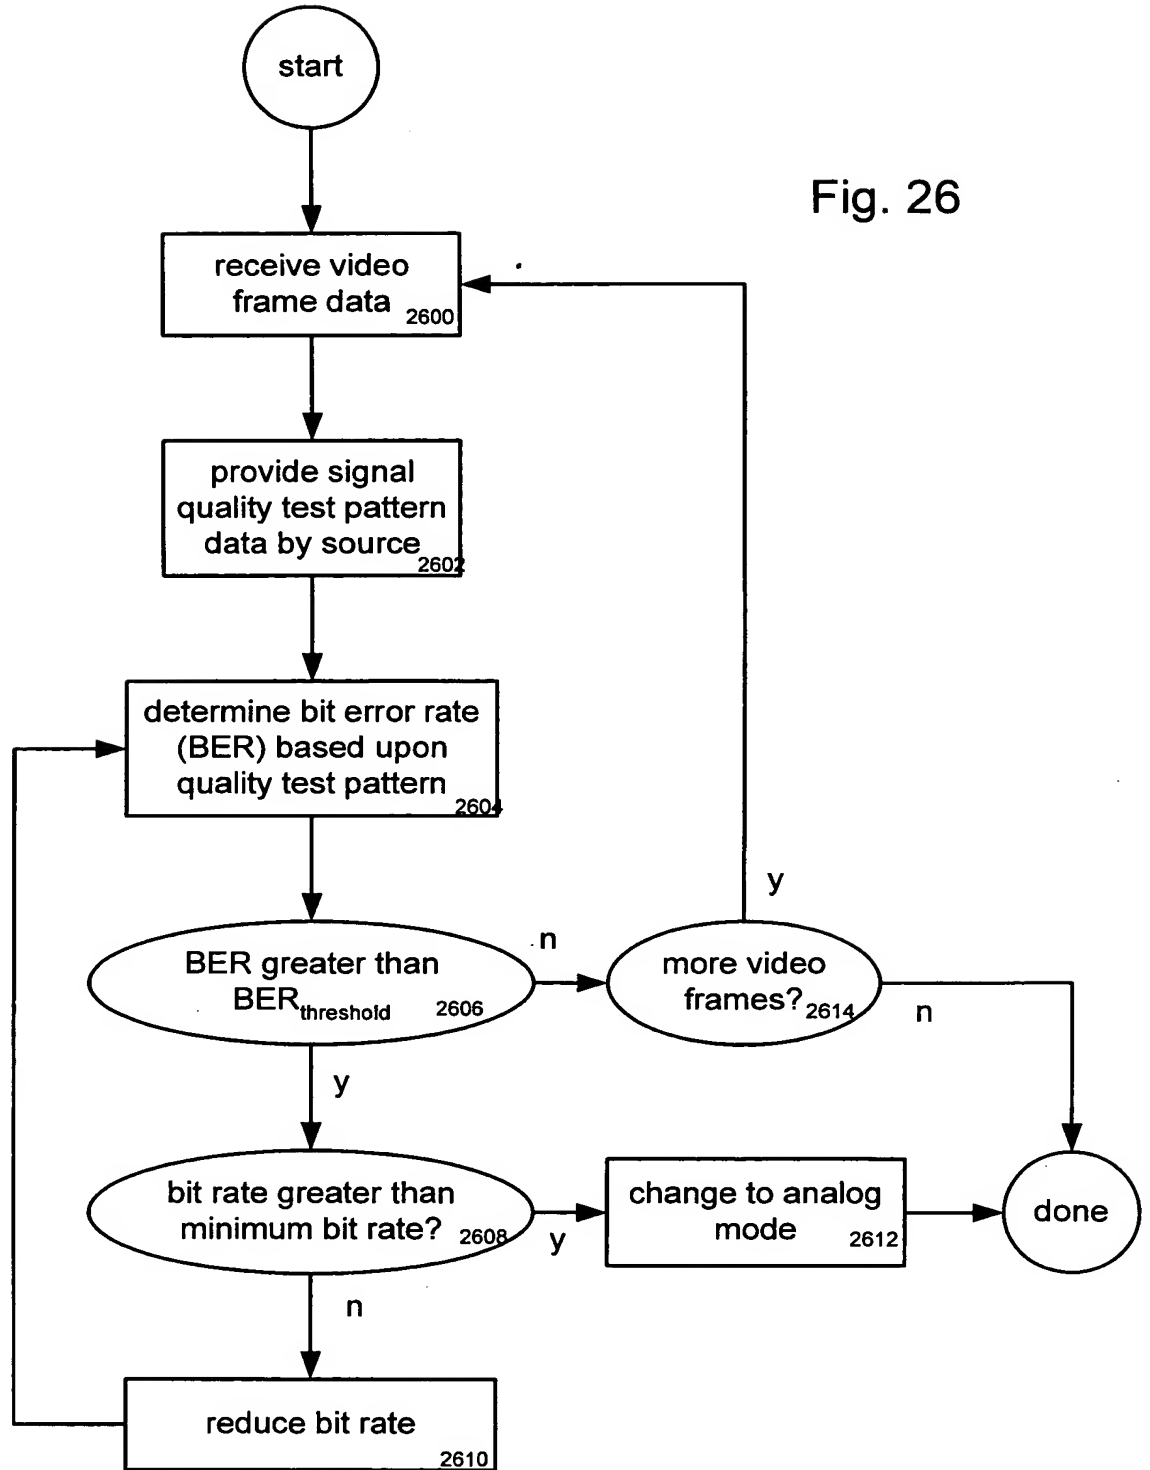 start
Fig. 26
receive video
frame data
2600
provide signal
quality test pattern
data by source
2602
determine bit error rate
(BER) based upon
quality test pattern
2604
y
n
BER greater than
BERthreshold
2606
more video
frames?
2614
n
y
bit rate greater than
minimum bit rate?
2608
y
change to analog
mode
2612
done
n
reduce bit rate
2610